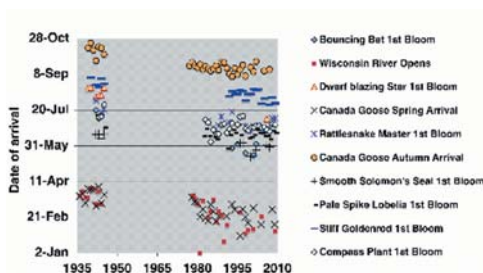 Date of arrival
28-Oct
8-Sep
20-Jul
31-May
11-Apr
21-Feb
2-Jan
1935
1950
1965
1980
1995
2010
Bouncing Bet 1st Bloom
Wisconsin River Opens
Dwarf blazing Star 1st Bloom
Canada Goose Spring Arrival
Rattlesnake Master 1st Bloom
Canada Goose Autumn Arrival
Smooth Solomon's Seal 1st Bloom
Pale Spike Lobelia 1st Bloom
Stiff Goldenrod 1st Bloom
Compass Plant 1st Bloom